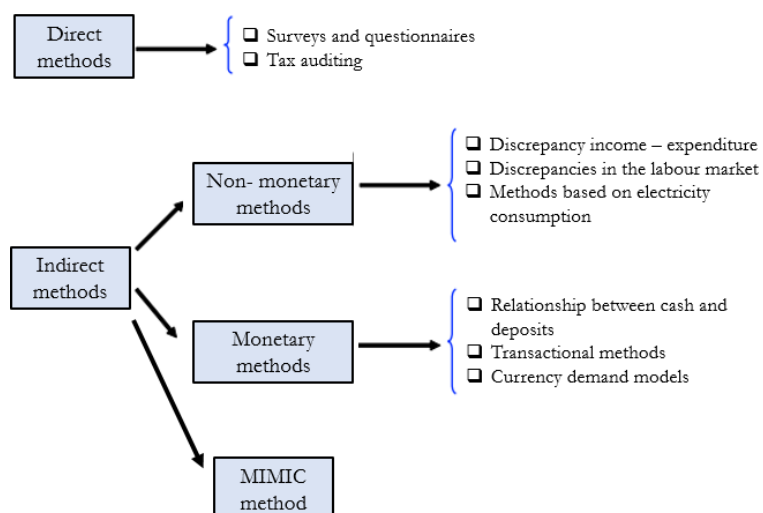 Direct
methods
❑ Surveys and questionnaires
❑ Tax auditing
Non- monetary
methods
❑ Discrepancy income – expenditure
❑ Discrepancies in the labour market
❑ Methods based on electricity
consumption
Indirect
methods
Monetary
methods
❑ Relationship between cash and
deposits
❑ Transactional methods
❑ Currency demand models
MIMIC
method